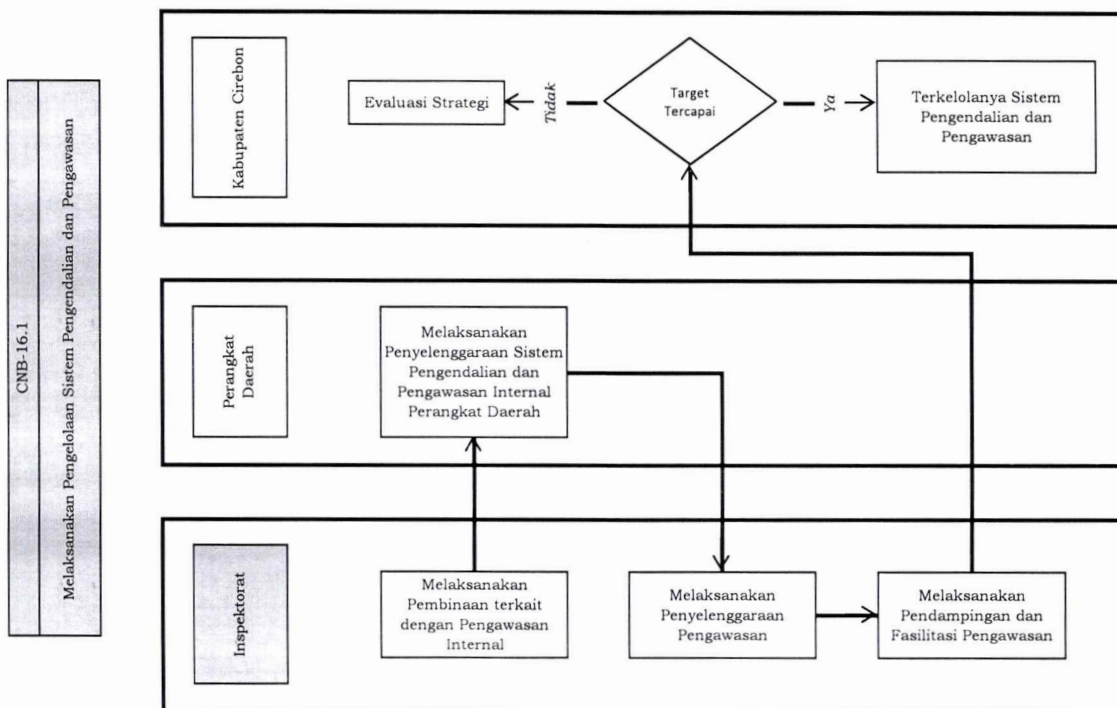 CNB-16.1
Melaksanakan Pengelolaan Sistem Pengendalian dan Pengawasan
Kabupaten Cirebon
Evaluasi Strategi
Tidak
Target
Tercapai
Ya
Terkelolanya Sistem
Pengendalian dan
Pengawasan
Perangkat
Daerah
Melaksanakan
Penyelenggaraan Sistem
Pengendalian dan
Pengawasan Internal
Perangkat Daerah
Inspektorat
Melaksanakan
Pembinaan terkait
dengan Pengawasan
Internal
Melaksanakan
Penyelenggaraan
Pengawasan
Melaksanakan
Pendampingan dan
Fasilitasi Pengawasan